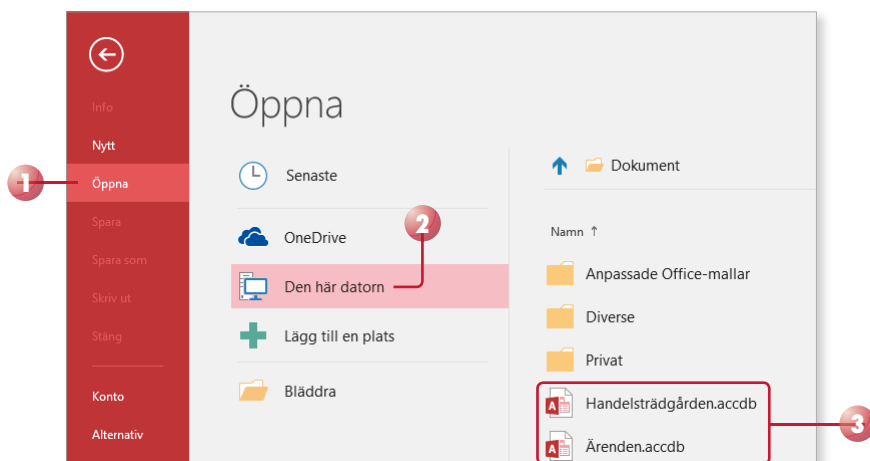 Info
Nytt
Öppna
Spara
Spara som
Skriv ut
Stäng
Konto
Alternativ
Öppna
Senaste
OneDrive
Den här datorn
Lägg till en plats
Bläddra
Dokument
Namn ↑
Anpassade Office-mallar
Diverse
Privat
Handelsträdgården.accdb
Ärenden.accdb
1
2
3